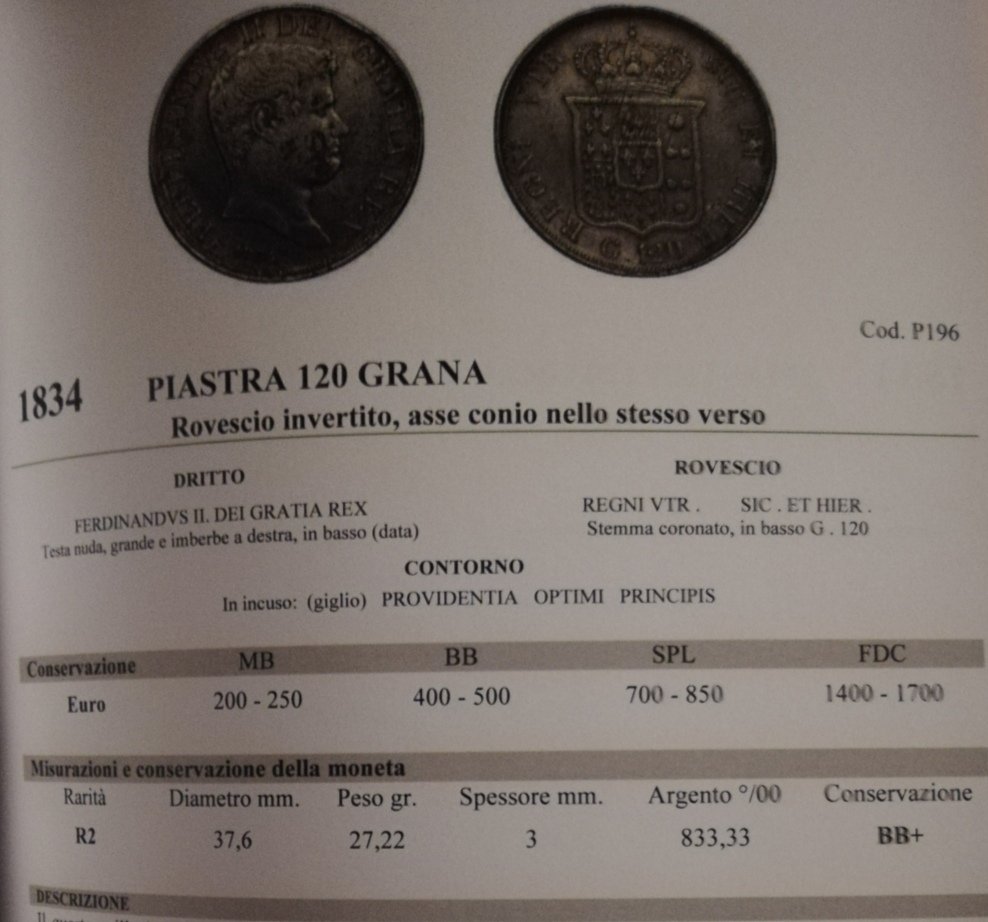 Cod. P196
1834 PIASTRA 120 GRANA
Rovescio invertito, asse conio nello stesso verso
DRITTO
FERDINANDVS II. DEI GRATIA REX
Testa nuda, grande e imberbe a destra, in basso (data)
ROVESCIO
REGNI VTR . SIC . ET HIER .
Stemma coronato, in basso G . 120
CONTORNO
In incuso: (giglio) PROVIDENTIA OPTIMI PRINCIPIS
Conservazione MB BB SPL FDC
Euro 200 - 250 400 - 500 700 - 850 1400 - 1700
Misurazioni e conservazione della moneta
Rarità Diametro mm. Peso gr. Spessore mm. Argento °/00 Conservazione
R2 37,6 27,22 3 833,33 BB+
DESCRIZIONE